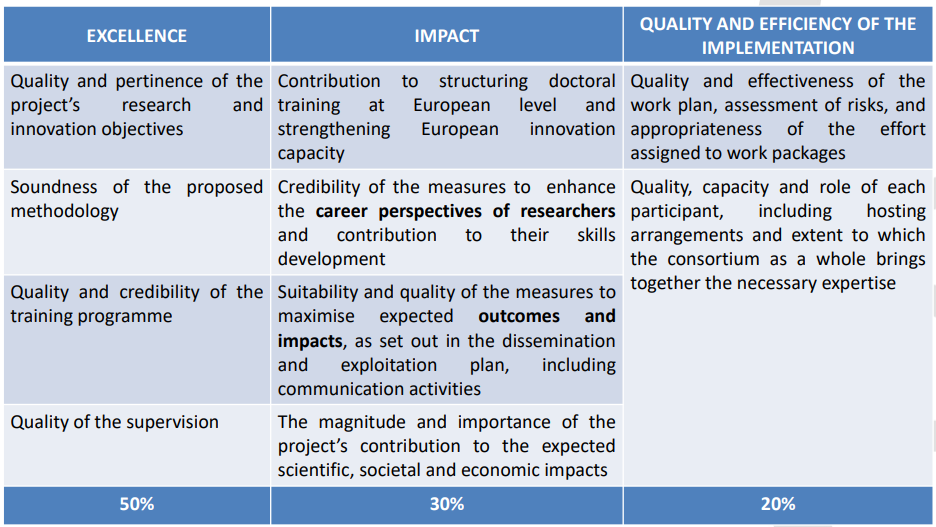 EXCELLENCE
IMPACT
QUALITY AND EFFICIENCY OF THE
IMPLEMENTATION
Quality and pertinence of the
project's research and
innovation objectives
Contribution to structuring doctoral
training at European level and
strengthening European innovation
capacity
Quality and effectiveness of the
work plan, assessment of risks, and
appropriateness of the effort
assigned to work packages
Soundness of the proposed
methodology
Credibility of the measures to enhance
the career perspectives of researchers
and contribution to their skills
development
Quality, capacity and role of each
participant, including hosting
arrangements and extent to which
the consortium as a whole brings
together the necessary expertise
Quality and credibility of the
training programme
Suitability and quality of the measures to
maximise expected outcomes and
impacts, as set out in the dissemination
and exploitation plan, including
communication activities
Quality of the supervision
The magnitude and importance of the
project's contribution to the expected
scientific, societal and economic impacts
50%
30%
20%